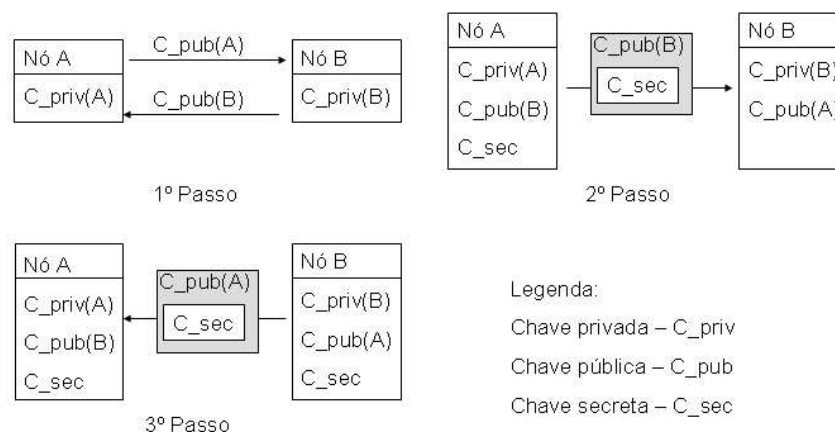 Nó A
C_priv(A)
C_pub(A)
C_pub(B)
Nó B
C_priv(B)
1º Passo
Nó A
C_priv(A)
C_pub(B)
C_sec
C_pub(B)
C_sec
Nó B
C_priv(B)
C_pub(A)
2º Passo
Nó A
C_priv(A)
C_pub(B)
C_sec
C_pub(A)
C_sec
Nó B
C_priv(B)
C_pub(A)
C_sec
3º Passo
Legenda:
Chave privada – C_priv
Chave pública – C_pub
Chave secreta – C_sec